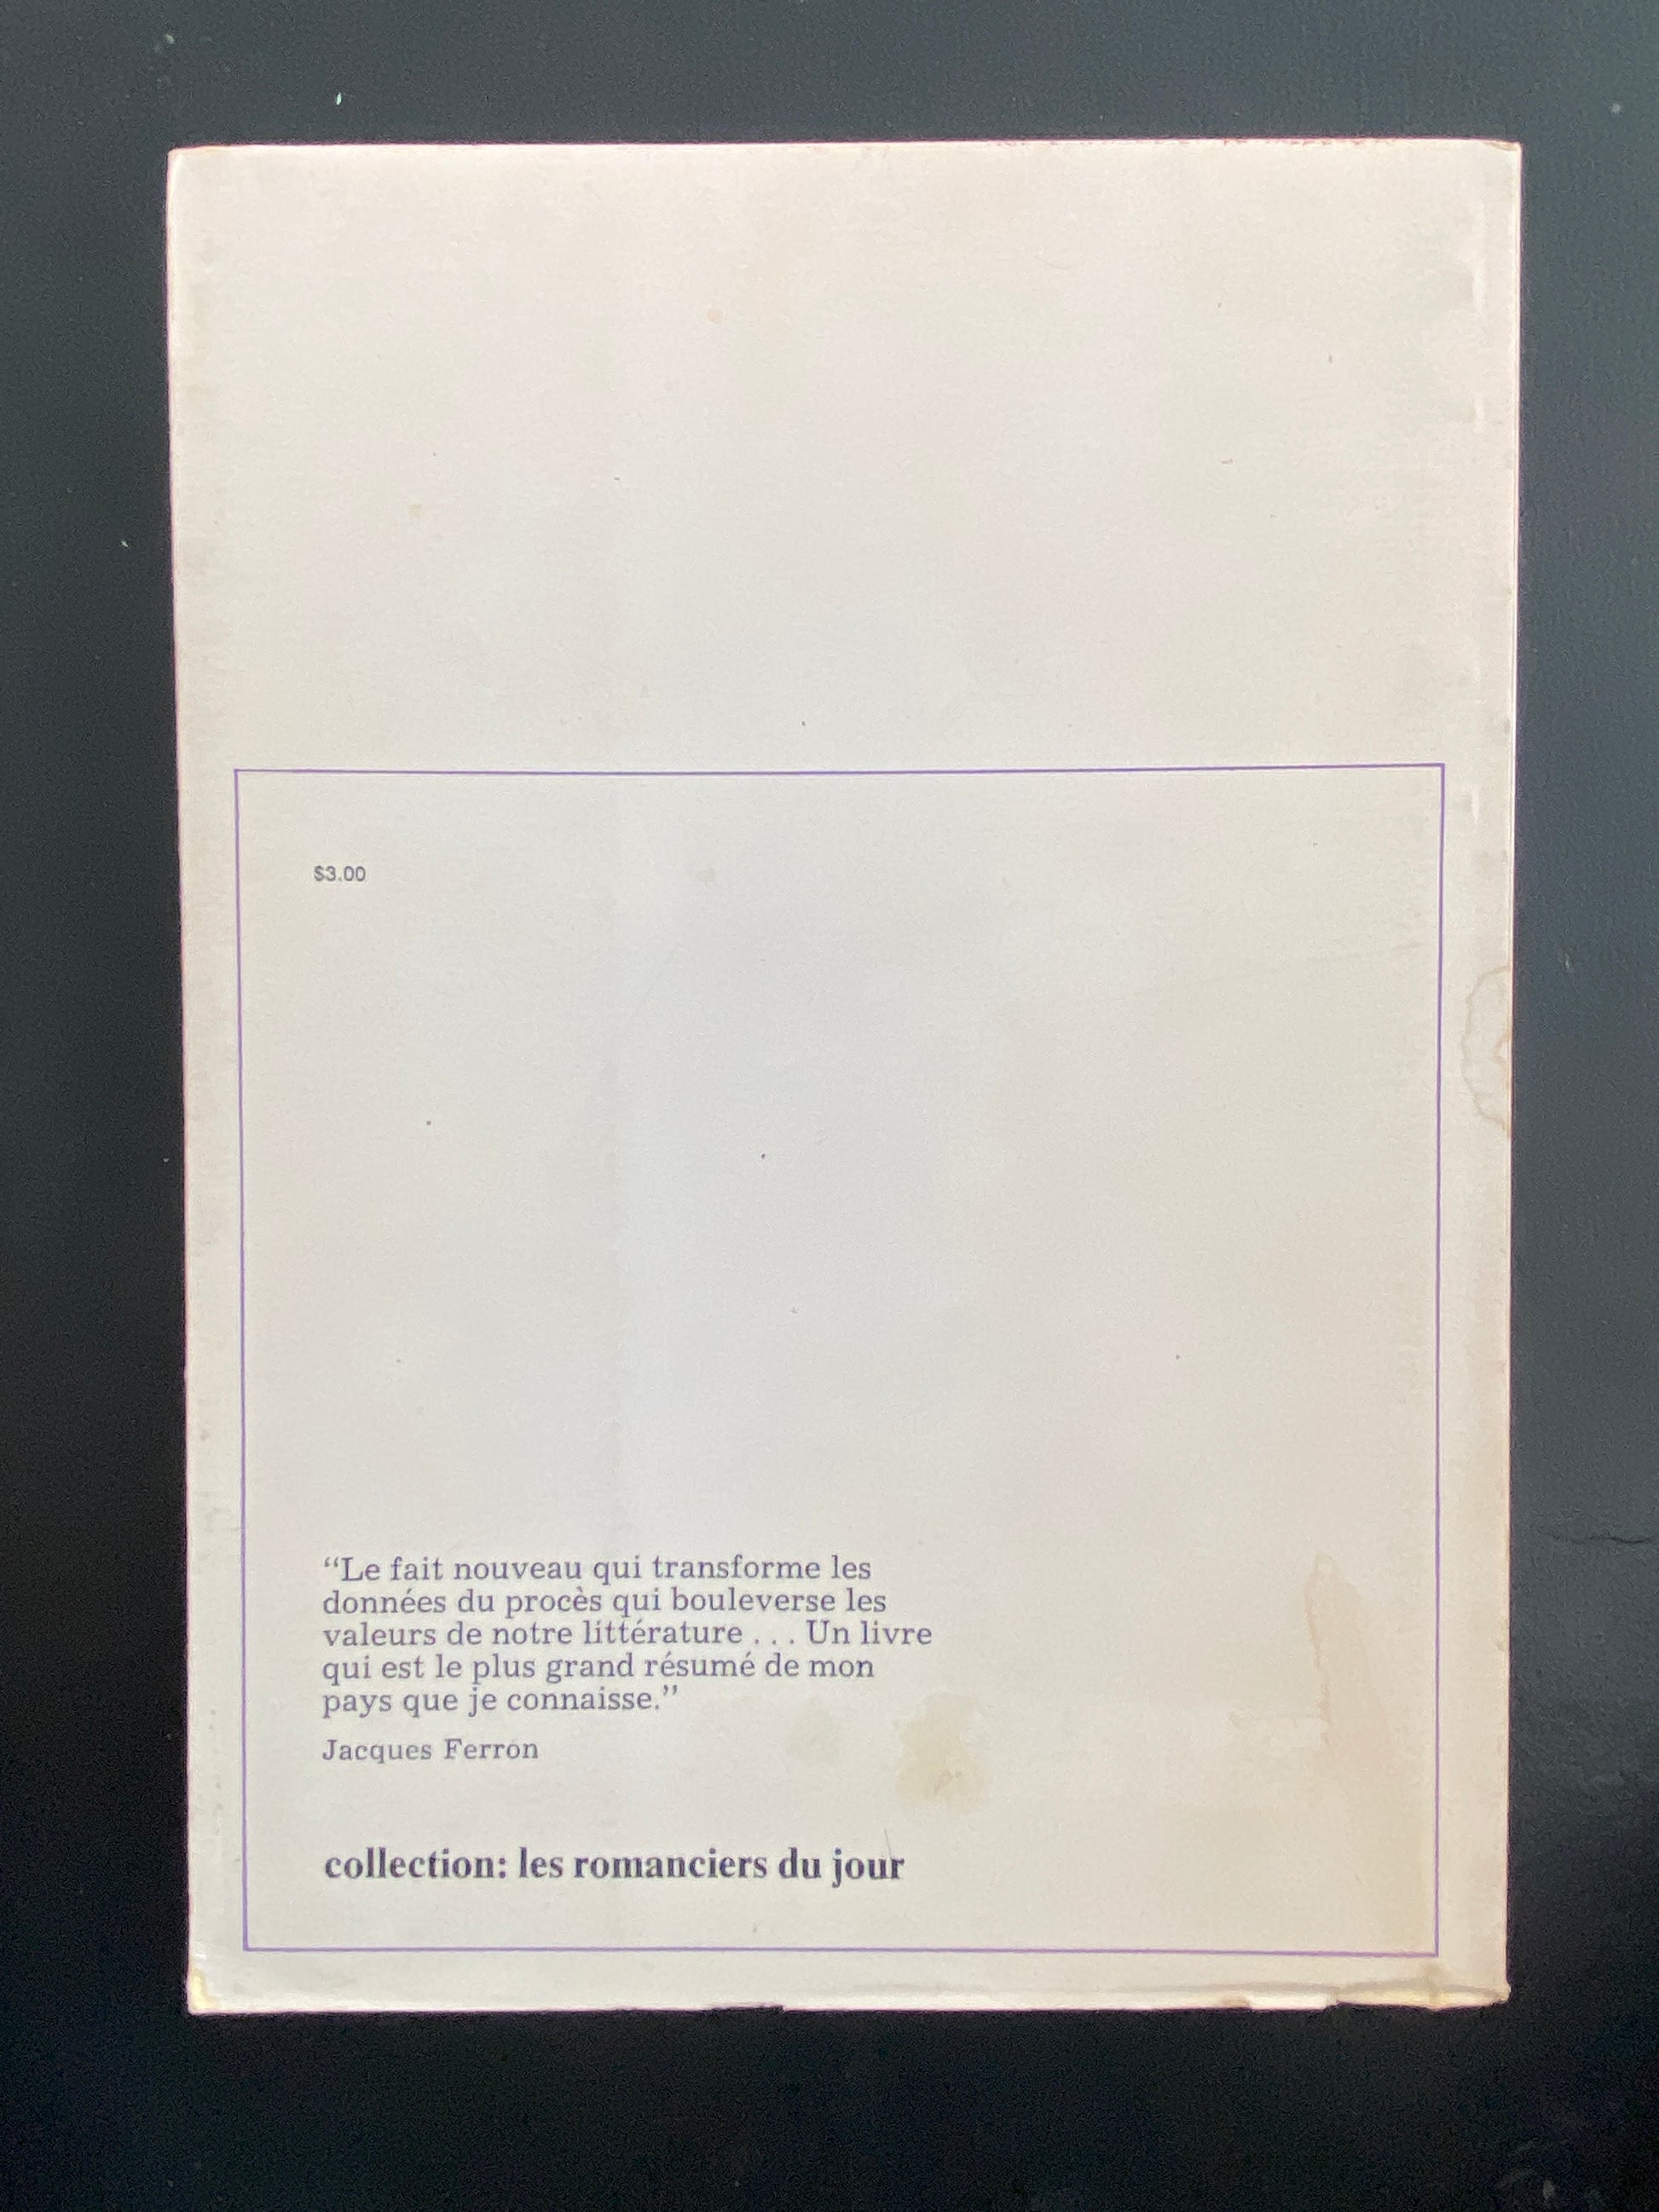 $3.00
“Le fait nouveau qui transforme les
données du procès qui bouleverse les
valeurs de notre littérature . . . Un livre
qui est le plus grand résumé de mon
pays que je connaisse.”
Jacques Ferron
collection: les romanciers du jour